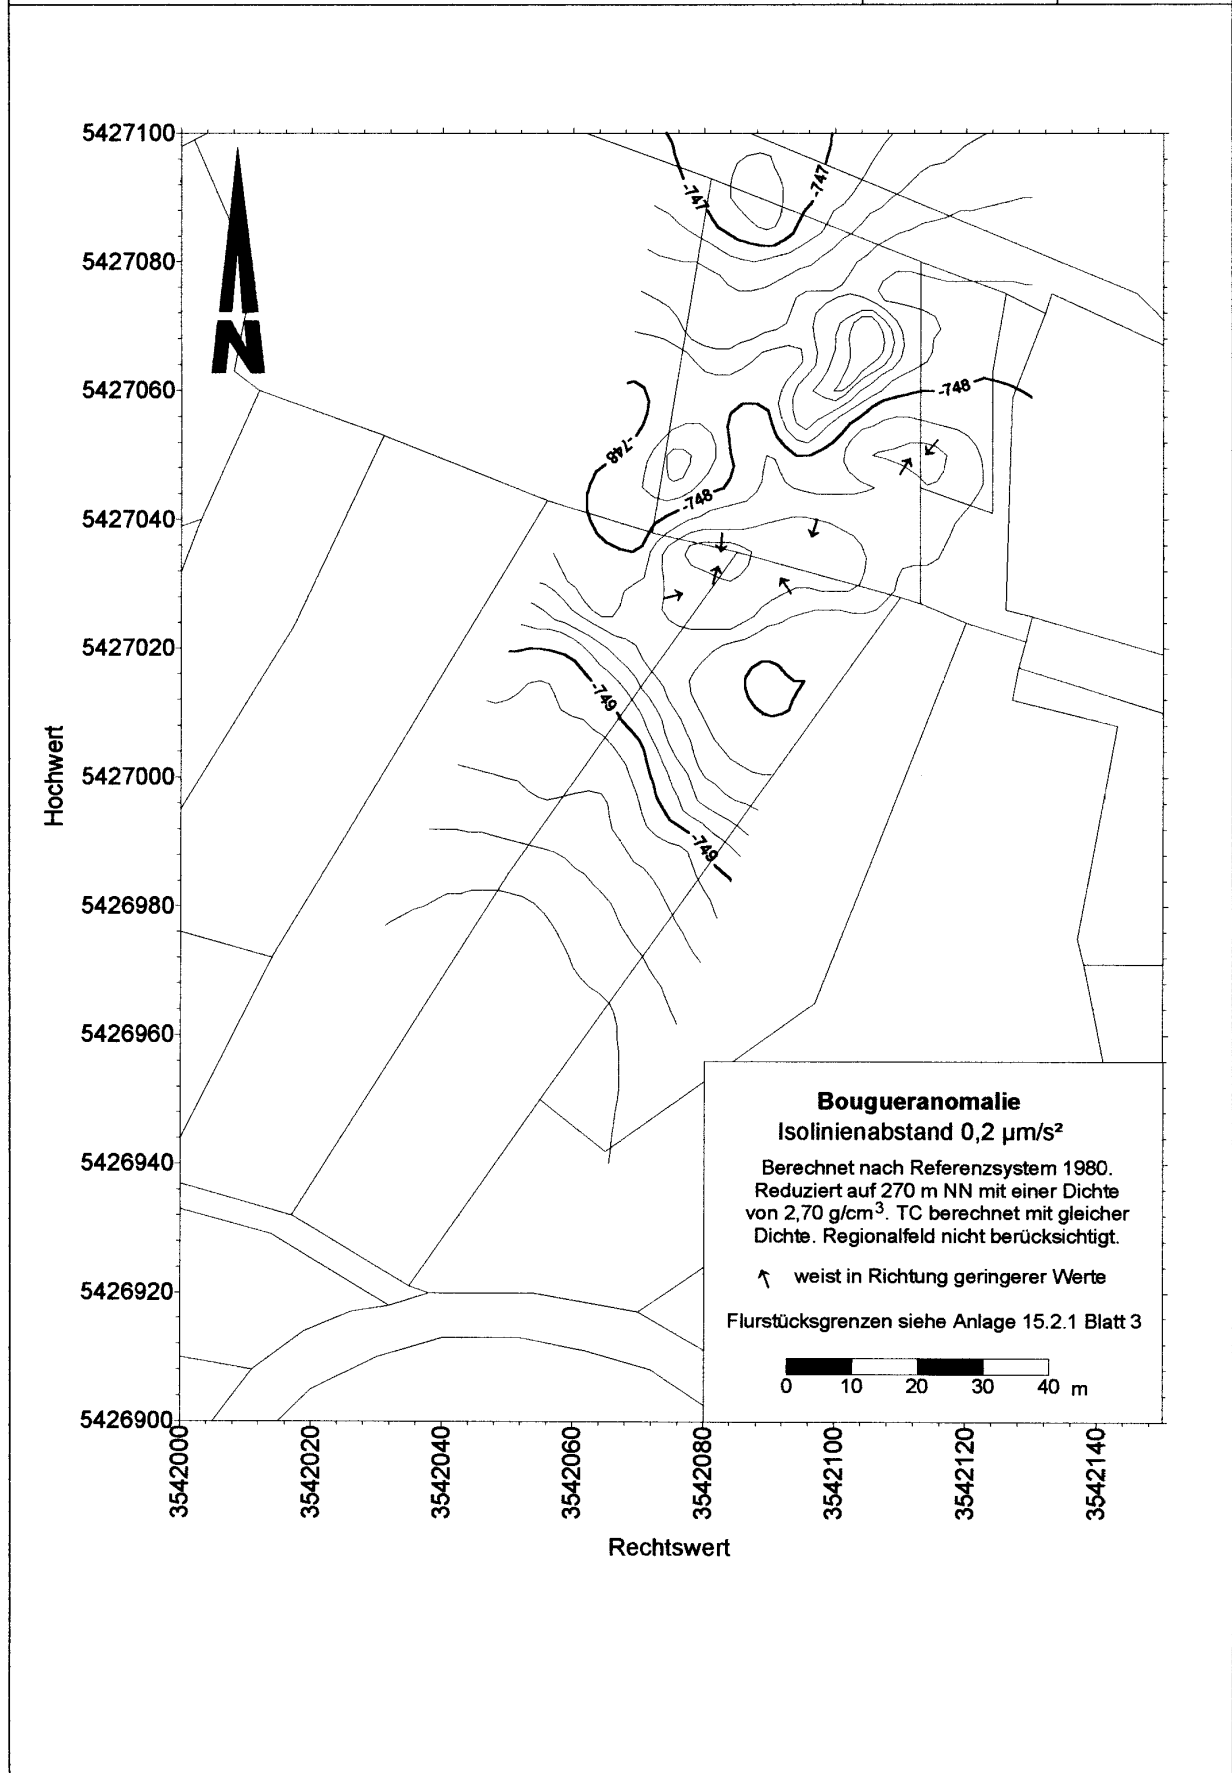 5427100
5427080
5427060
5427040
5427020
5427000
5426980
5426960
5426940
5426920
5426900
Hochwert
N
-747
-747
-748
-748
-748
-749
-749
Bougueranomalie
Isolinienabstand 0,2 µm/s²
Berechnet nach Referenzsystem 1980.
Reduziert auf 270 m NN mit einer Dichte
von 2,70 g/cm³. TC berechnet mit gleicher
Dichte. Regionalfeld nicht berücksichtigt.
weist in Richtung geringerer Werte
Flurstücksgrenzen siehe Anlage 15.2.1 Blatt 3
0 10 20 30 40 m
3542000
3542020
3542040
3542060
3542080
3542100
3542120
3542140
Rechtswert